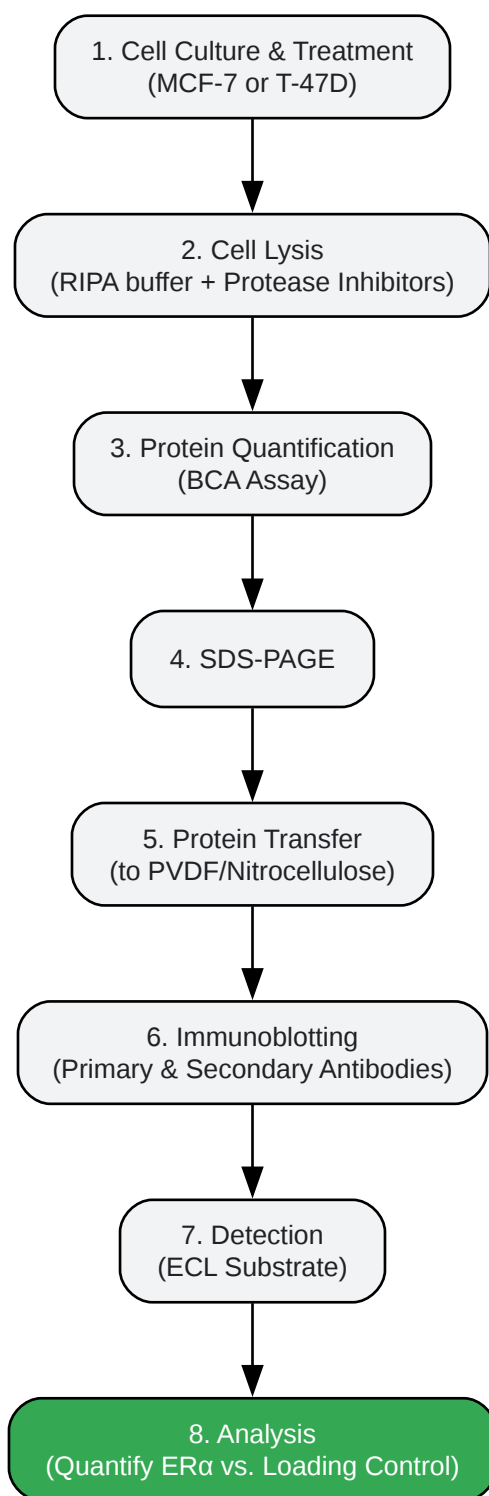 1. Cell Culture & Treatment
(MCF-7 or T-47D)
2. Cell Lysis
(RIPA buffer + Protease Inhibitors)
3. Protein Quantification
(BCA Assay)
4. SDS-PAGE
5. Protein Transfer
(to PVDF/Nitrocellulose)
6. Immunoblotting
(Primary & Secondary Antibodies)
7. Detection
(ECL Substrate)
8. Analysis
(Quantify ERα vs. Loading Control)